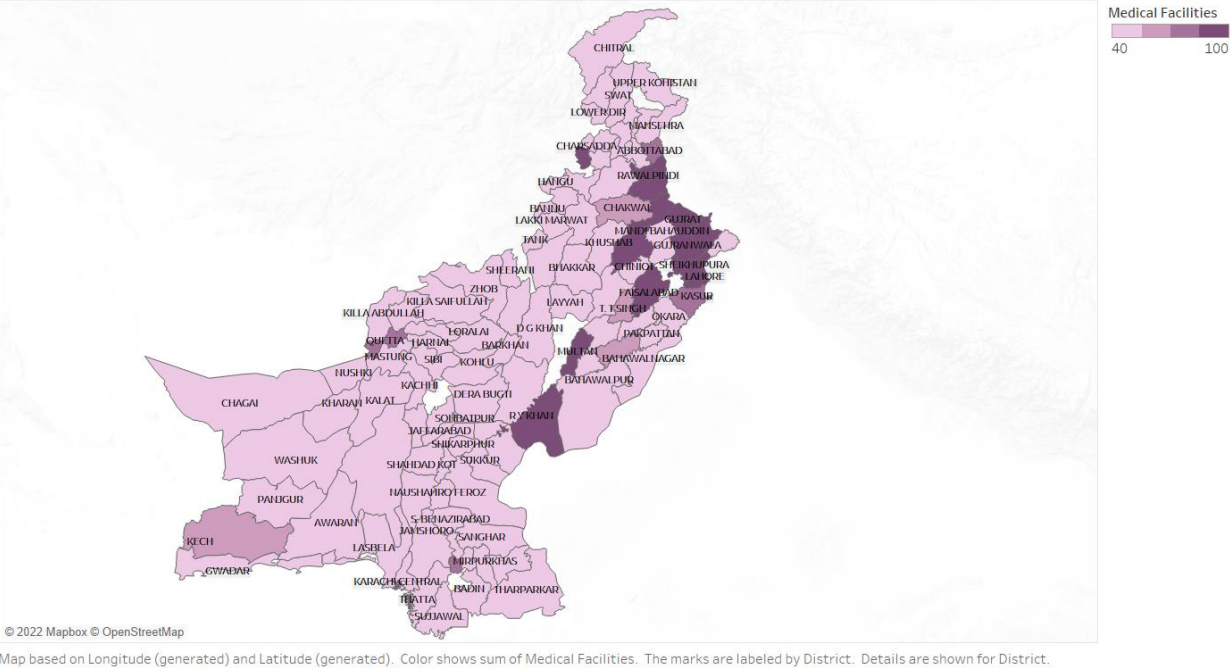 Medical Facilities
40 100
CHITRAL
UPPER KOHISTAN
SWAT
LOWER DIR
MANSEHRA
CHARSADDA
ABBOTTABAD
RAWALPINDI
HANGU
BANNU
CHAKWAL
LAKKI MARWAT
GUJRAT
MANDI BAHAUDDIN
TANK
KHUSHAB
GUJRANWALA
SHEERANI
BHAKKAR
CHINIOT
SHEIKHUPURA
LAHORE
ZHOB
FAISALABAD
KASUR
KILLA SAIFULLAH
LAYYAH
T. T.SINGH
KILLA ABDULLAH
OKARA
LORALAI
D G KHAN
PAKPATTAN
QUETTA
HARNAI
BARKHAN
MULTAN
MASTUNG
SIBI
KOHLU
BAHAWALNAGAR
NUSHKI
BAHAWALPUR
KACHHI
DERA BUGTI
CHAGAI
KHARAN
KALAT
SOHBATPUR
R Y KHAN
JAFFARABAD
SHIKARPHUR
WASHUK
SHAHDAD KOT
SUKKUR
PANJGUR
NAUSHAHRO FEROZ
AWARAN
S. BENAZIRABAD
JAMSHORO
SANGHAR
KECH
LASBELA
MIRPURKHAS
GWADAR
KARACHI CENTRAL
BADIN
THARPARKAR
THATTA
SUJJAWAL
© 2022 Mapbox © OpenStreetMap
Map based on Longitude (generated) and Latitude (generated). Color shows sum of Medical Facilities. The marks are labeled by District. Details are shown for District.